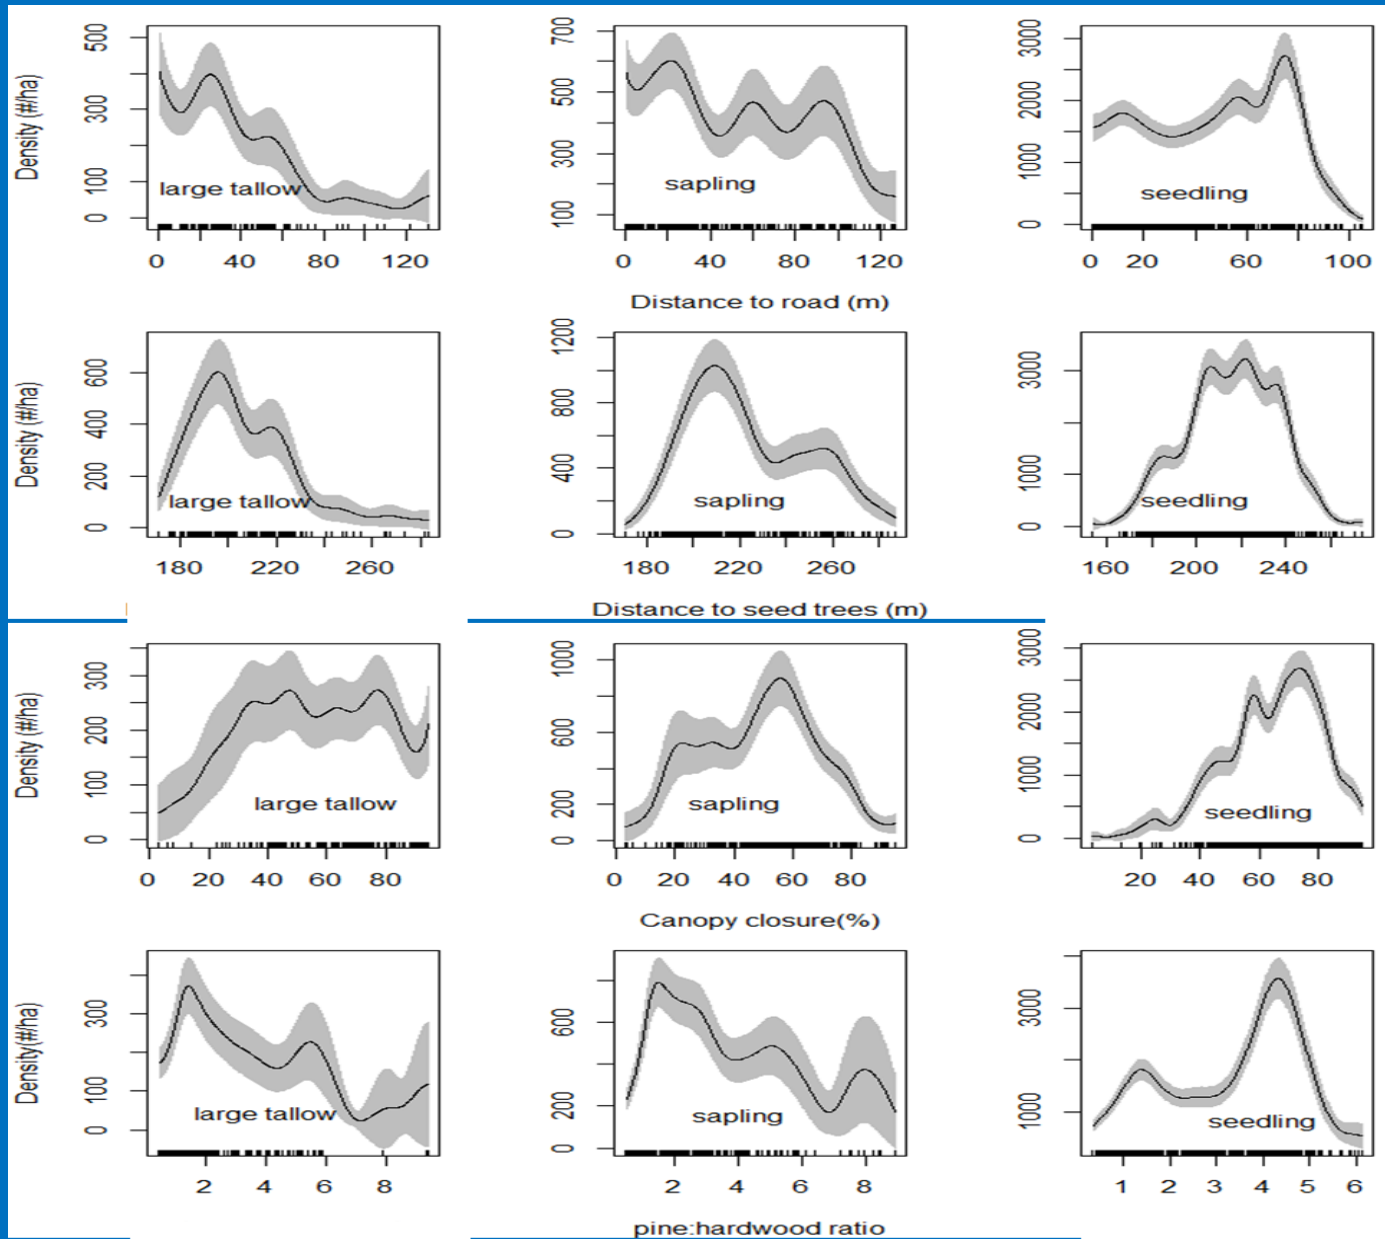 Density (#/ha)
500
300
100
0
large tallow
0 40 80 120
700
500
300
100
sapling
0 40 80 120
3000
2000
1000
0
seedling
0 20 60 100
Distance to road (m)
Density (#/ha)
600
400
200
0
large tallow
180 220 260
1200
800
400
0
sapling
180 220 260
3000
1000
0
seedling
160 200 240
Distance to seed trees (m)
Density (#/ha)
300
200
100
0
large tallow
0 20 40 60 80
1000
600
200
0
sapling
0 20 40 60 80
3000
2000
1000
0
seedling
20 40 60 80
Canopy closure(%)
Density(#/ha)
300
100
0
large tallow
2 4 6 8
600
200
0
sapling
2 4 6 8
3000
1000
seedling
1 2 3 4 5 6
pine:hardwood ratio